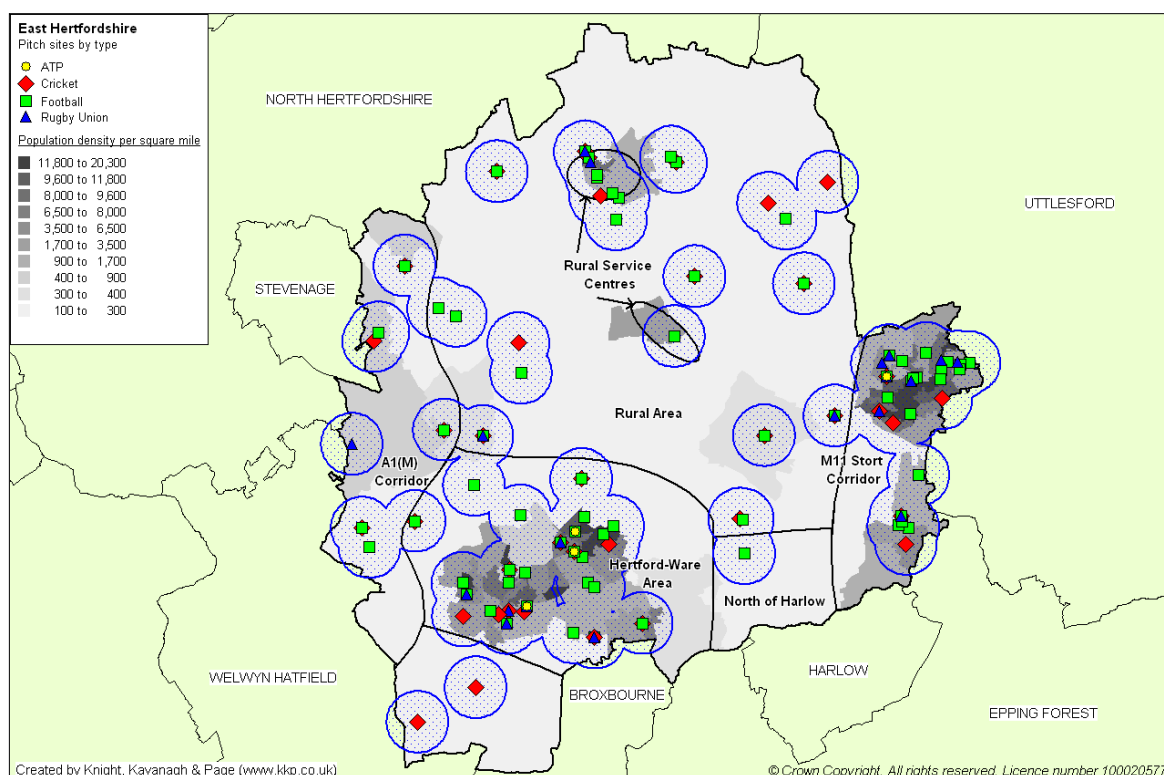 East Hertfordshire
Pitch sites by type
ATP
Cricket
Football
Rugby Union
Population density per square mile
11,800 to 20,300
9,600 to 11,800
8,000 to 9,600
6,500 to 8,000
3,500 to 6,500
1,700 to 3,500
900 to 1,700
400 to 900
300 to 400
100 to 300
NORTH HERTFORDSHIRE
UTTLESFORD
STEVENAGE
Rural Service
Centres
Rural Area
A1(M)
Corridor
M11 Stort
Corridor
Hertford-Ware
Area
North of Harlow
WELWYN HATFIELD
BROXBOURNE
HARLOW
EPPING FOREST
Created by Knight, Kavanagh & Page (www.kkp.co.uk)
© Crown Copyright. All rights reserved. Licence number 100020577